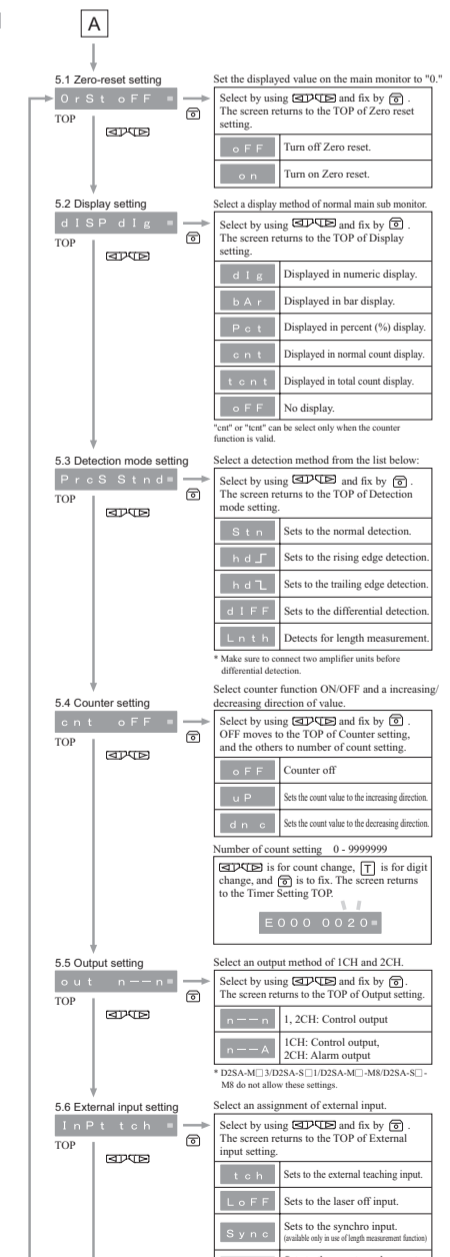 A
5.1 Zero-reset setting
Set the displayed value on the main monitor to "0."
0rSt oFF
TOP
Select by using and fix by .
The screen returns to the TOP of Zero reset
setting.
oFF Turn off Zero reset.
on Turn on Zero reset.
5.2 Display setting
Select a display method of normal main sub monitor.
dISP dIg
TOP
Select by using and fix by .
The screen returns to the TOP of Display
setting.
dIg Displayed in numeric display.
bAr Displayed in bar display.
Pct Displayed in percent (%) display.
cnt Displayed in normal count display.
tcnt Displayed in total count display.
oFF No display.
"cnt" or "tcnt" can be select only when the counter
function is valid.
5.3 Detection mode setting
Select a detection method from the list below:
PrcS Stnd
TOP
Select by using and fix by .
The screen returns to the TOP of Detection
mode setting.
Stn Sets to the normal detection.
hd Sets to the rising edge detection.
hd Sets to the trailing edge detection.
dIFF Sets to the differential detection.
Lnth Detects for length measurement.
* Make sure to connect two amplifier units before
differential detection.
Select counter function ON/OFF and a increasing/
decreasing direction of value.
5.4 Counter setting
cnt oFF
TOP
Select by using and fix by .
OFF moves to the TOP of Counter setting,
and the others to number of count setting.
oFF Counter off
uP Sets the count value to the increasing direction.
dnc Sets the count value to the decreasing direction.
Number of count setting 0 - 9999999
is for count change, T is for digit
change, and is to fix. The screen returns
to the Timer Setting TOP.
E000 0020
5.5 Output setting
Select an output method of 1CH and 2CH.
out n——n
TOP
Select by using and fix by .
The screen returns to the TOP of Output setting.
n——n 1, 2CH: Control output
n——A 1CH: Control output,
2CH: Alarm output
* D2SA-M□3/D2SA-S□1/D2SA-M□-M8/D2SA-S□-
M8 do not allow these settings.
5.6 External input setting
Select an assignment of external input.
InPt tch
TOP
Select by using and fix by .
The screen returns to the TOP of External
input setting.
tch Sets to the external teaching input.
LoFF Sets to the laser off input.
Sync Sets to the synchro input.
(available only in use of length measurement function)